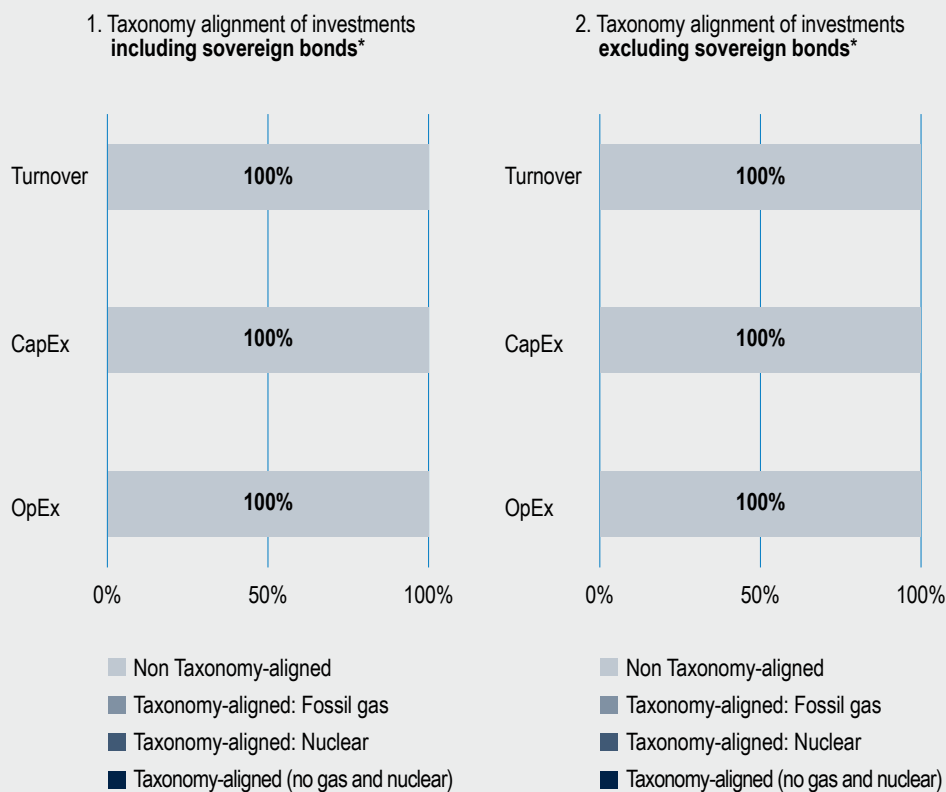 1. Taxonomy alignment of investments
including sovereign bonds*
Turnover
100%
CapEx
100%
OpEx
100%
0% 50% 100%
Non Taxonomy-aligned
Taxonomy-aligned: Fossil gas
Taxonomy-aligned: Nuclear
Taxonomy-aligned (no gas and nuclear)
2. Taxonomy alignment of investments
excluding sovereign bonds*
Turnover
100%
CapEx
100%
OpEx
100%
0% 50% 100%
Non Taxonomy-aligned
Taxonomy-aligned: Fossil gas
Taxonomy-aligned: Nuclear
Taxonomy-aligned (no gas and nuclear)